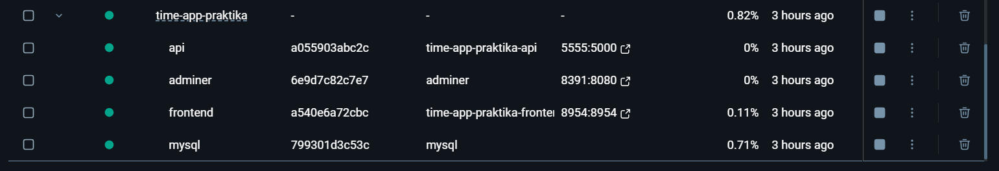 time-app-praktika - - - 0.82% 3 hours ago
api a055903abc2c time-app-praktika-api 5555:5000 0% 3 hours ago
adminer 6e9d7c82c7e7 adminer 8391:8080 0% 3 hours ago
frontend a540e6a72cbc time-app-praktika-fronte 8954:8954 0.11% 3 hours ago
mysql 799301d3c53c mysql 0.71% 3 hours ago